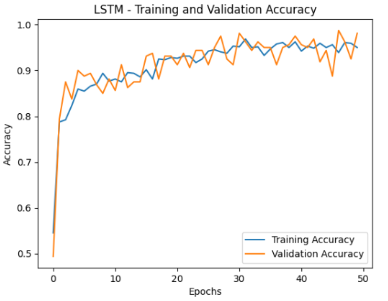 LSTM - Training and Validation Accuracy
1.0
0.9
0.8
0.7
0.6
0.5
Accuracy
0 10 20 30 40 50
Epochs
Training Accuracy
Validation Accuracy